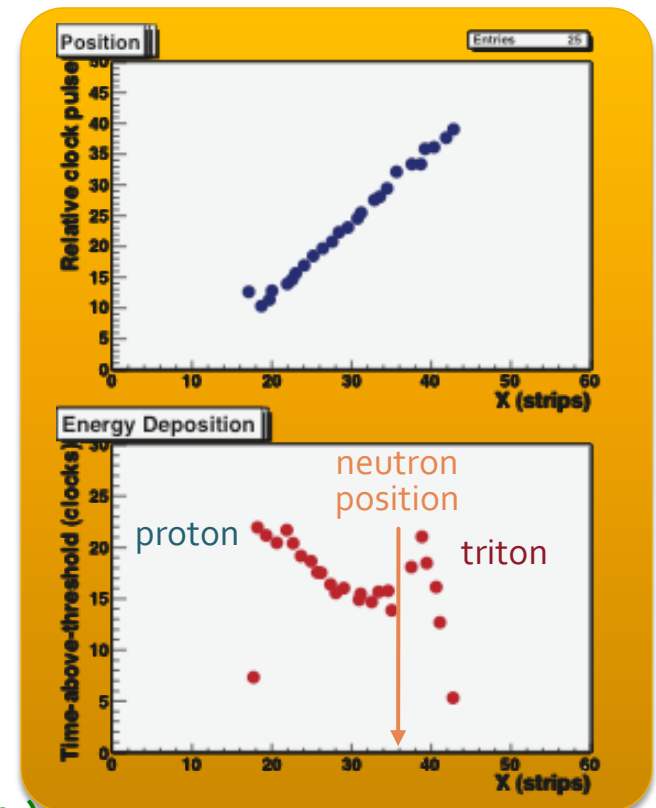 Position
Entries 25
Relative clock pulse
50
45
40
35
30
25
20
15
10
5
0
0 10 20 30 40 50 60
X (strips)
Energy Deposition
Time-above-threshold (clocks)
30
25
20
15
10
5
0
neutron
position
proton
triton
0 10 20 30 40 50 60
X (strips)